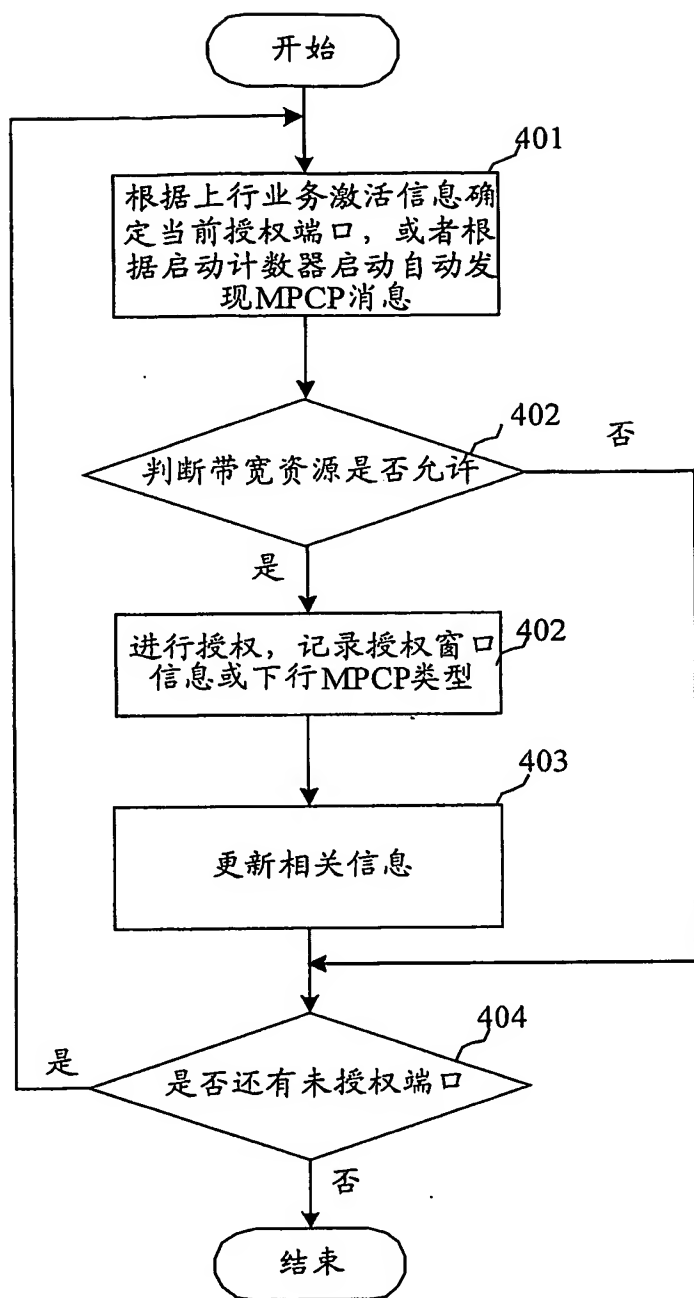 开始
401
根据上行业务激活信息确
定当前授权端口，或者根
据启动计数器启动自动发
现MPCP消息
402
否
判断带宽资源是否允许
是
402
进行授权，记录授权窗口
信息或下行MPCP类型
403
更新相关信息
404
是
是否还有未授权端口
否
结束